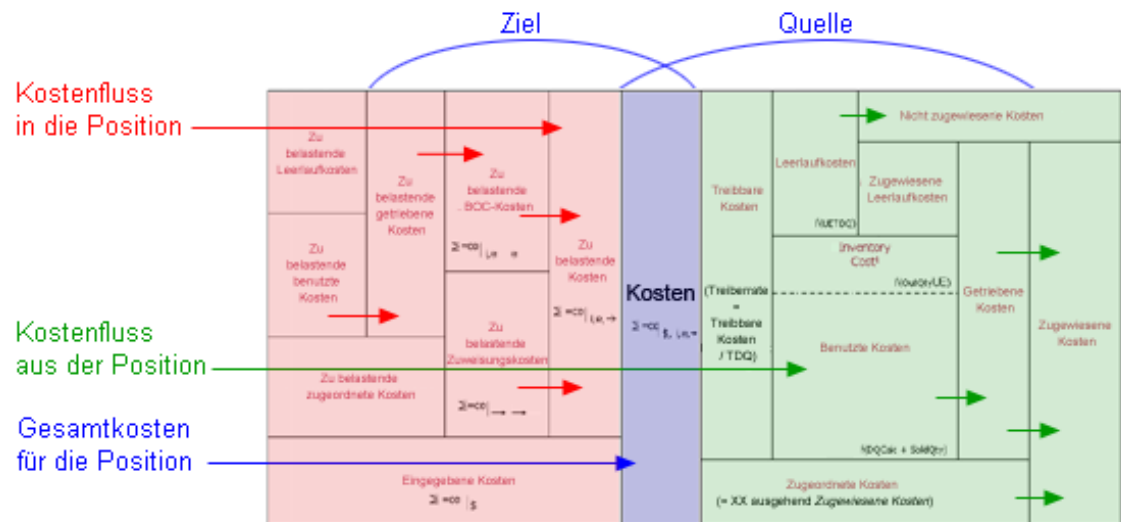 Ziel
Quelle
Kostenfluss
in die Position
Kostenfluss
aus der Position
Gesamtkosten
für die Position
Zu
belastende
Leerlaufkosten
Zu
belastende
benutzte
Kosten
Zu
belastende
getriebene
Kosten
Zu belastende
zugeordnete Kosten
Zu
belastende
. BOC-Kosten
Zu
belastende
Zuweisungskosten
Zu
belastende
Kosten
Eingegebene Kosten
Kosten
Treibbare
Kosten
(Treiberrate
=
Treibbare
Kosten
/ TDQ)
Leerlaufkosten
Nicht zugewiesene Kosten
Zugewiesene
Leerlaufkosten
Inventory
Benutzte Kosten
Getriebene
Kosten
Zugewiesene
Kosten
Zugeordnete Kosten
(= XX ausgehend Zugewiesene Kosten)